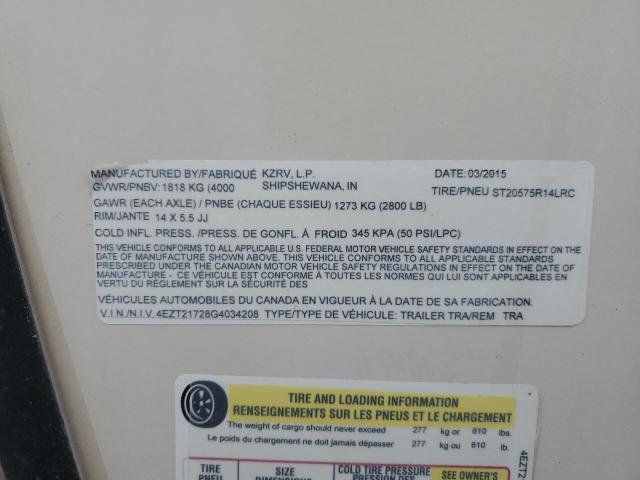 MANUFACTURED BY/FABRIQUÉ KZRV, L.P. DATE: 03/2015
GVWR/PNBV: 1818 KG (4000 SHIPSHEWANA, IN TIRE/PNEU ST20575R14LRC
GAWR (EACH AXLE) / PNBE (CHAQUE ESSIEU) 1273 KG (2800 LB)
RIM/JANTE 14 X 5.5 JJ
COLD INFL. PRESS. /PRESS. DE GONFL. À FROID 345 KPA (50 PSI/LPC)
THIS VEHICLE CONFORMS TO ALL APPLICABLE U.S. FEDERAL MOTOR VEHICLE SAFETY STANDARDS IN EFFECT ON THE
DATE OF MANUFACTURE SHOWN ABOVE. / THIS VEHICLE CONFORMS TO ALL APPLICABLE STANDARDS
PRESCRIBED UNDER THE CANADIAN MOTOR VEHICLE SAFETY REGULATIONS IN EFFECT ON THE
DATE OF MANUFACTURE. / CE VÉHICULE EST CONFORME À TOUTES LES NORMES QUI LUI SONT APPLICABLES EN
VERTU DU RÈGLEMENT SUR LA SÉCURITÉ DES
VÉHICULES AUTOMOBILES DU CANADA EN VIGUEUR À LA DATE DE SA FABRICATION.
V.I.N./N.I.V. 4EZT21728G4034208 TYPE/TYPE DE VÉHICULE: TRAILER TRA/REM TRA
TIRE AND LOADING INFORMATION
RENSEIGNEMENTS SUR LES PNEUS ET LE CHARGEMENT
The weight of cargo should never exceed 277 kg or 610 lbs.
Le poids du chargement ne doit jamais dépasser 277 kg or 610 lb.
4EZT2
TIRE SIZE COLD TIRE PRESSURE SEE OWNER'S
PNEU DIMENSIONS PRESSION DES